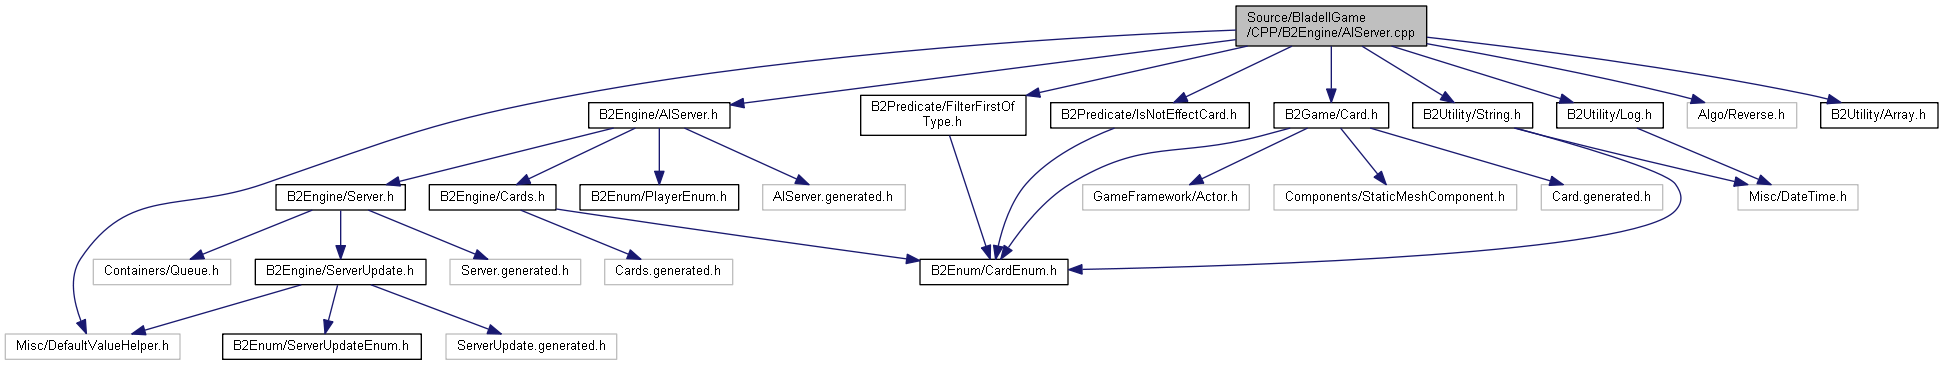 Source/BladeIIGame
/CPP/B2Engine/AIServer.cpp
B2Engine/AIServer.h
B2Predicate/FilterFirstOf
Type.h
B2Predicate/IsNotEffectCard.h
B2Game/Card.h
B2Utility/String.h
B2Utility/Log.h
Algo/Reverse.h
B2Utility/Array.h
B2Engine/Server.h
B2Engine/Cards.h
B2Enum/PlayerEnum.h
AIServer.generated.h
GameFramework/Actor.h
Components/StaticMeshComponent.h
Card.generated.h
Misc/DateTime.h
Containers/Queue.h
B2Engine/ServerUpdate.h
Server.generated.h
Cards.generated.h
B2Enum/CardEnum.h
Misc/DefaultValueHelper.h
B2Enum/ServerUpdateEnum.h
ServerUpdate.generated.h